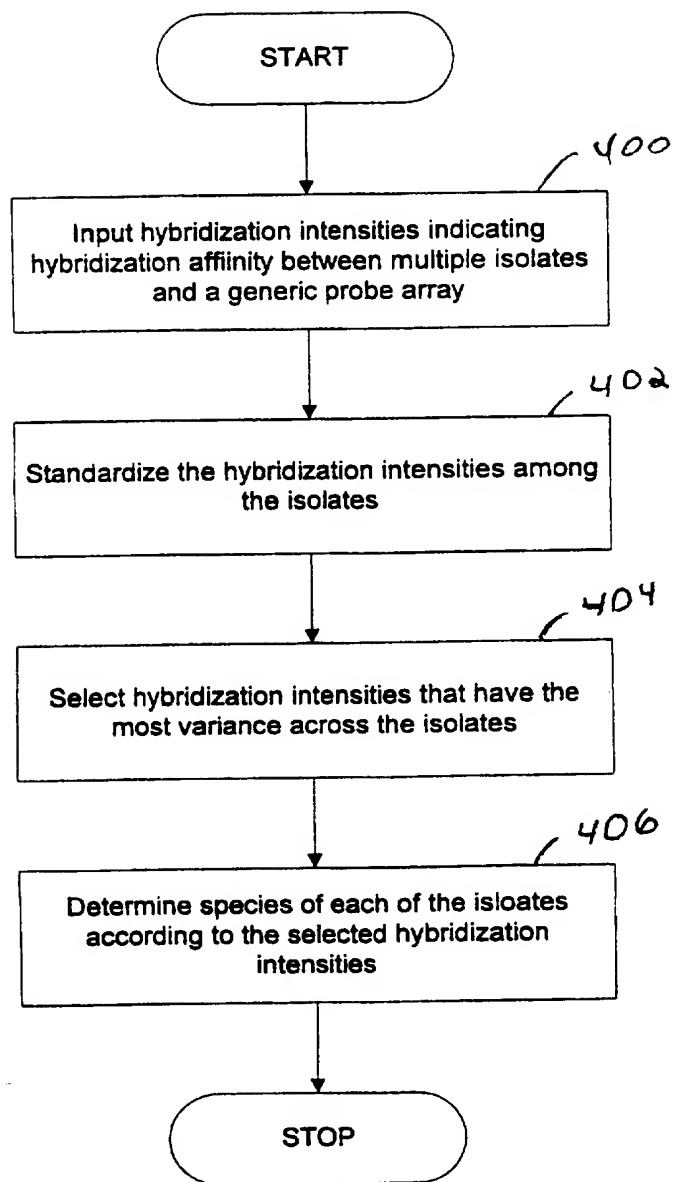 START
400
Input hybridization intensities indicating
hybridization affiinity between multiple isolates
and a generic probe array
402
Standardize the hybridization intensities among
the isolates
404
Select hybridization intensities that have the
most variance across the isolates
406
Determine species of each of the isloates
according to the selected hybridization
intensities
STOP